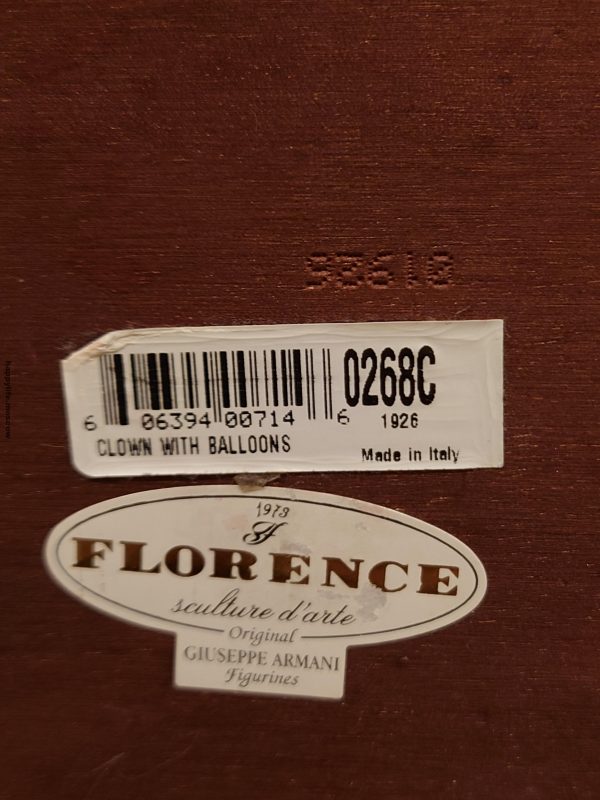 01926
0268C
6 06394 00714 6
1926
CLOWN WITH BALLOONS
Made in Italy
1973
FLORENCE
sculture d'arte
Original
GIUSEPPE ARMANI
Figurines